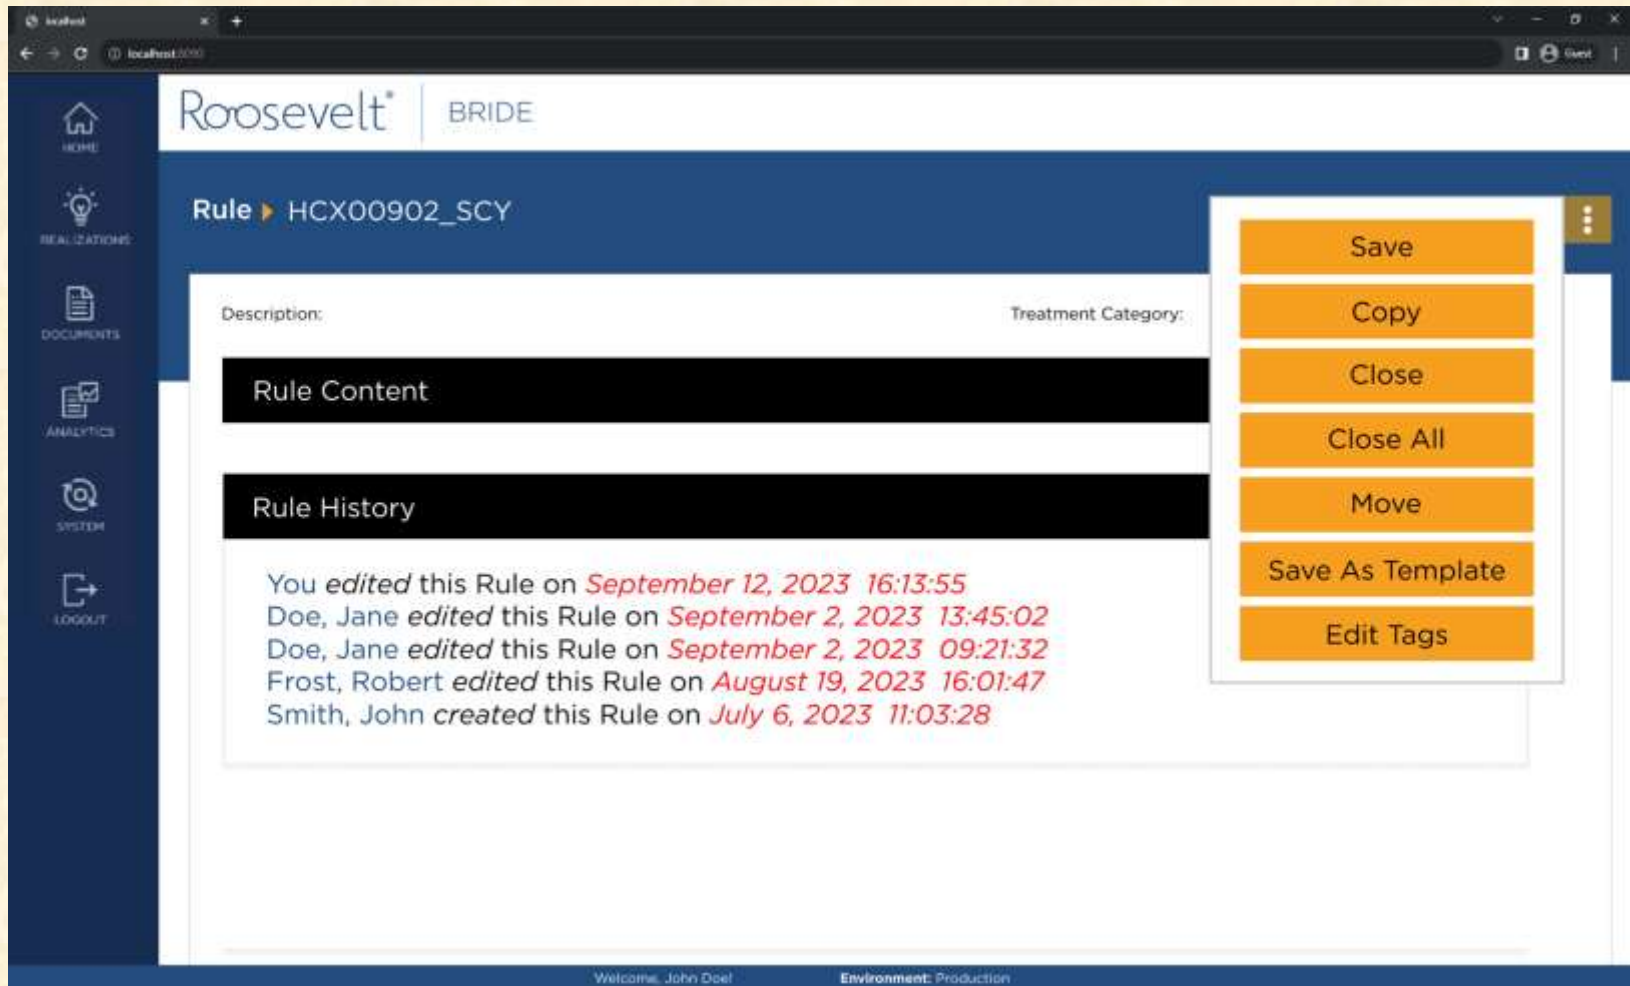 localhost
localhost:8090
Guest
HOME
REALIZATIONS
DOCUMENTS
ANALYTICS
SYSTEM
LOGOUT
Roosevelt® BRIDE
Rule HCX00902_SCY
Description: Treatment Category:
Rule Content
Rule History
You edited this Rule on September 12, 2023 16:13:55
Doe, Jane edited this Rule on September 2, 2023 13:45:02
Doe, Jane edited this Rule on September 2, 2023 09:21:32
Frost, Robert edited this Rule on August 19, 2023 16:01:47
Smith, John created this Rule on July 6, 2023 11:03:28
Save
Copy
Close
Close All
Move
Save As Template
Edit Tags
Welcome, John Doe! Environment: Production